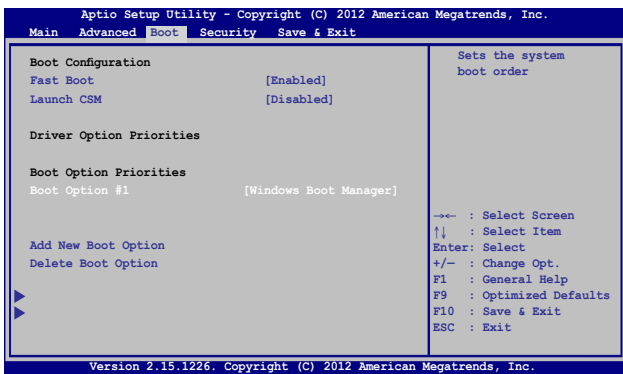 Aptio Setup Utility - Copyright (C) 2012 American Megatrends, Inc.
Main Advanced Boot Security Save & Exit
Boot Configuration
Fast Boot [Enabled]
Launch CSM [Disabled]
Driver Option Priorities
Boot Option Priorities
Boot Option #1 [Windows Boot Manager]
Add New Boot Option
Delete Boot Option
Sets the system
boot order
→← : Select Screen
↑↓ : Select Item
Enter: Select
+/— : Change Opt.
F1 : General Help
F9 : Optimized Defaults
F10 : Save & Exit
ESC : Exit
Version 2.15.1226. Copyright (C) 2012 American Megatrends, Inc.